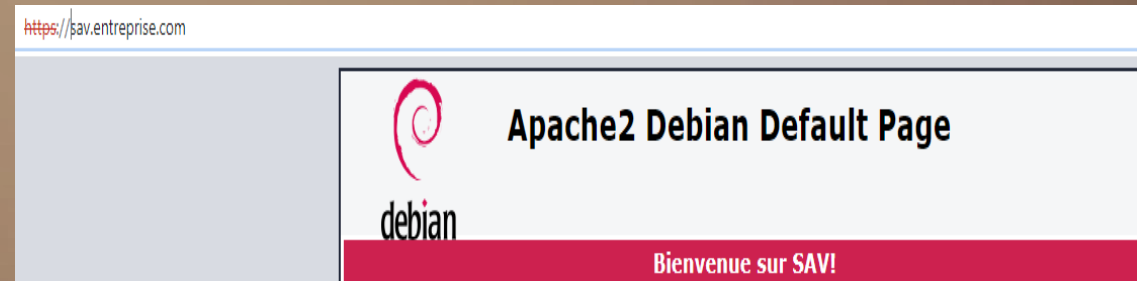 https://sav.entreprise.com
Apache2 Debian Default Page
debian
Bienvenue sur SAV!